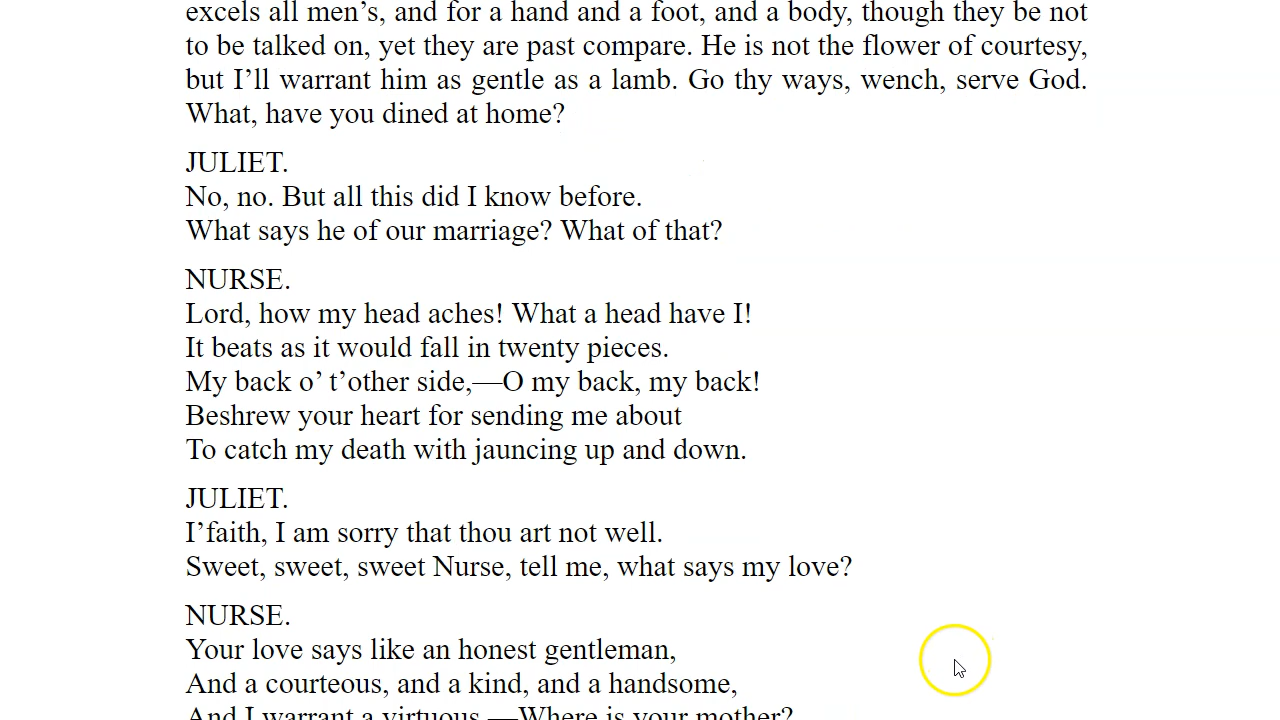 excels all men’s, and for a hand and a foot, and a body, though they be not
to be talked on, yet they are past compare. He is not the flower of courtesy,
but I’ll warrant him as gentle as a lamb. Go thy ways, wench, serve God.
What, have you dined at home?
JULIET.
No, no. But all this did I know before.
What says he of our marriage? What of that?
NURSE.
Lord, how my head aches! What a head have I!
It beats as it would fall in twenty pieces.
My back o’ t’other side,—O my back, my back!
Beshrew your heart for sending me about
To catch my death with jauncing up and down.
JULIET.
I’faith, I am sorry that thou art not well.
Sweet, sweet, sweet Nurse, tell me, what says my love?
NURSE.
Your love says like an honest gentleman,
And a courteous, and a kind, and a handsome,
And I warrant a virtuous,—Where is your mother?